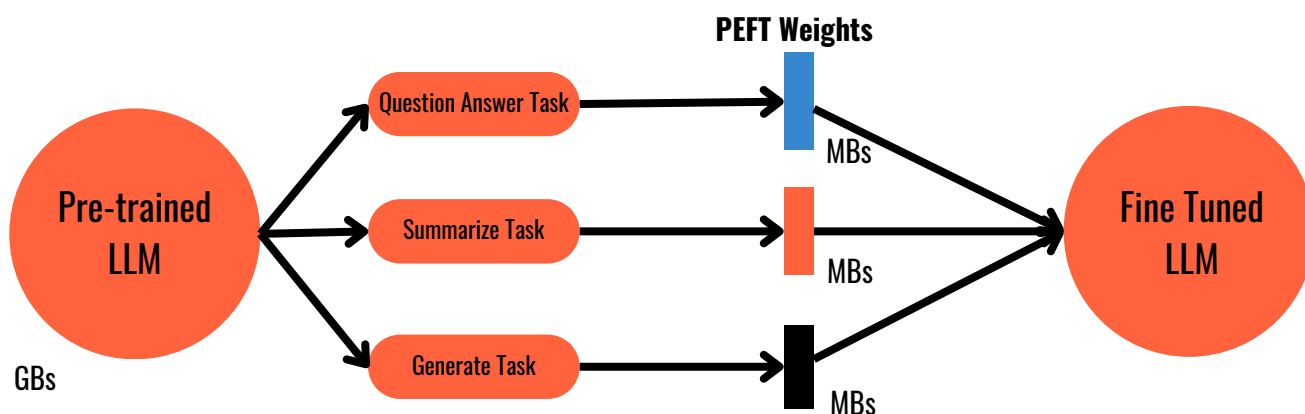 PEFT Weights
Question Answer Task
MBs
Pre-trained
LLM
Summarize Task
MBs
Fine Tuned
LLM
Generate Task
MBs
GBs